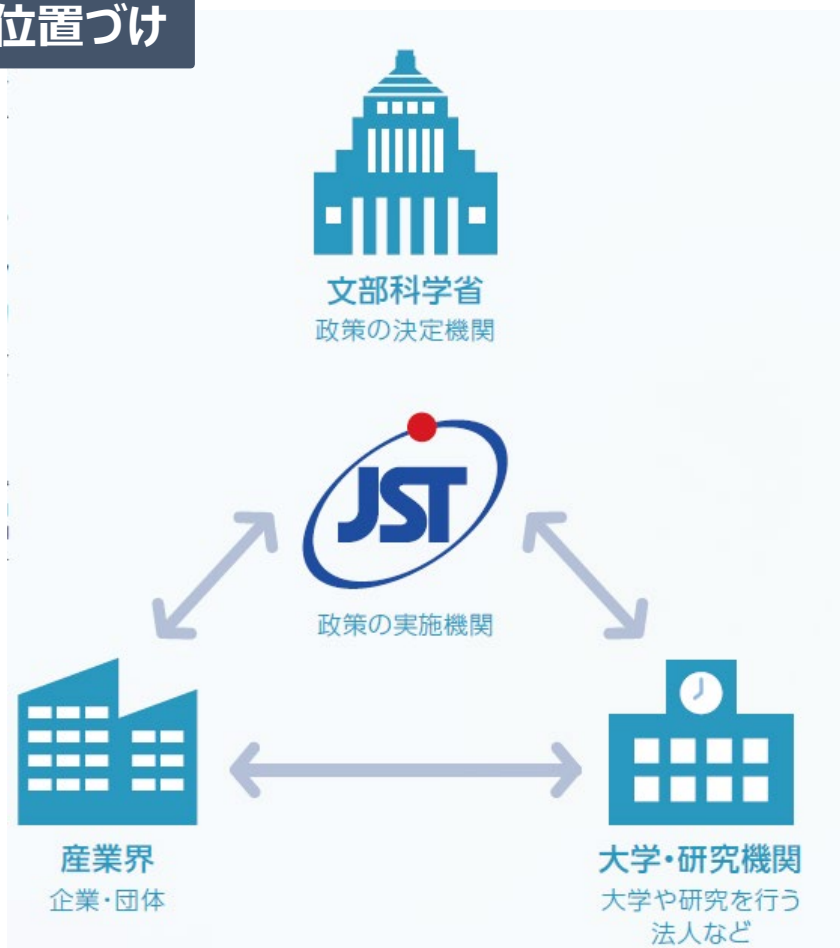 位置づけ
文部科学省
政策の決定機関
JST
政策の実施機関
産業界
企業・団体
大学・研究機関
大学や研究を行う
法人など